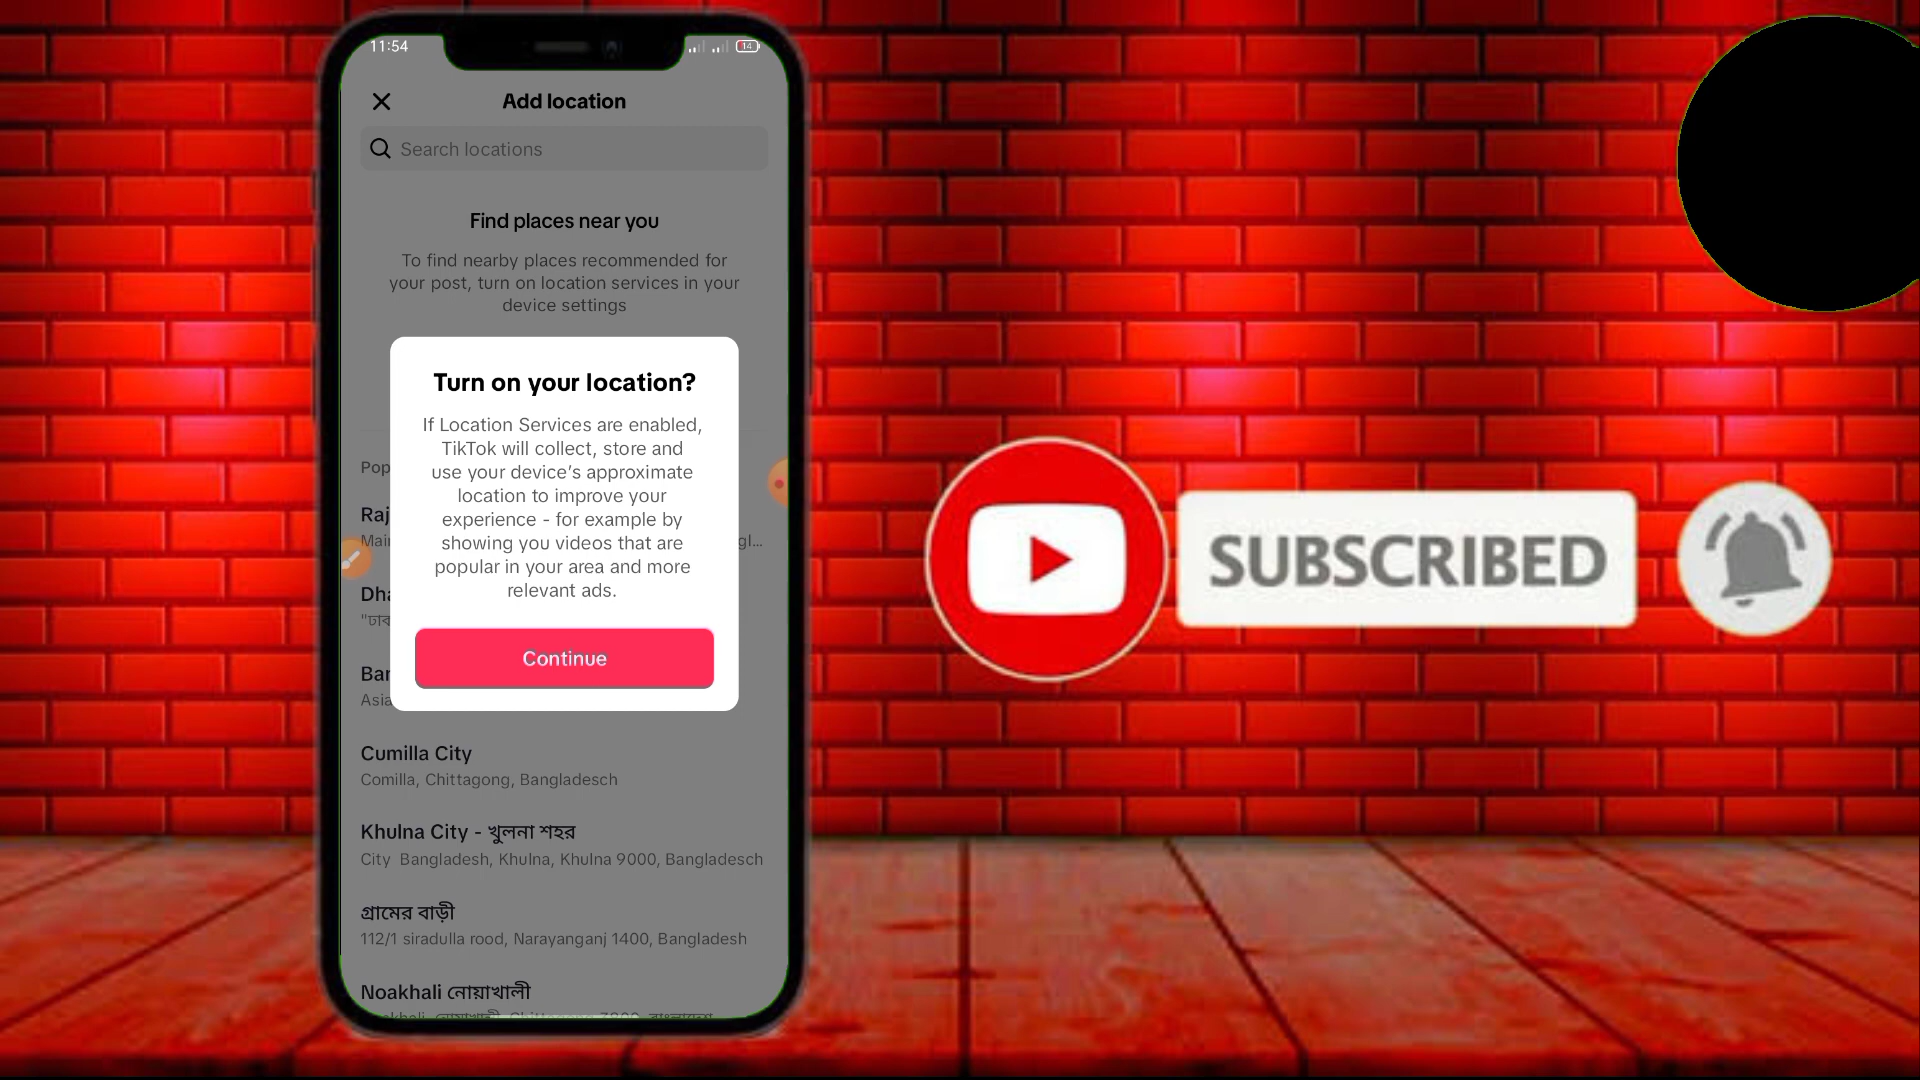 11:54
14
Add location
Search locations
Find places near you
To find nearby places recommended for
your post, turn on location services in your
device settings
Turn on your location?
If Location Services are enabled,
TikTok will collect, store and
use your device's approximate
location to improve your
experience - for example by
showing you videos that are
popular in your area and more
relevant ads.
Continue
Cumilla City
Comilla, Chittagong, Bangladesch
Khulna City - খুলনা শহর
City Bangladesh, Khulna, Khulna 9000, Bangladesch
গ্রামের বাড়ী
112/1 siradulla rood, Narayanganj 1400, Bangladesh
Noakhali নোয়াখালী
SUBSCRIBED